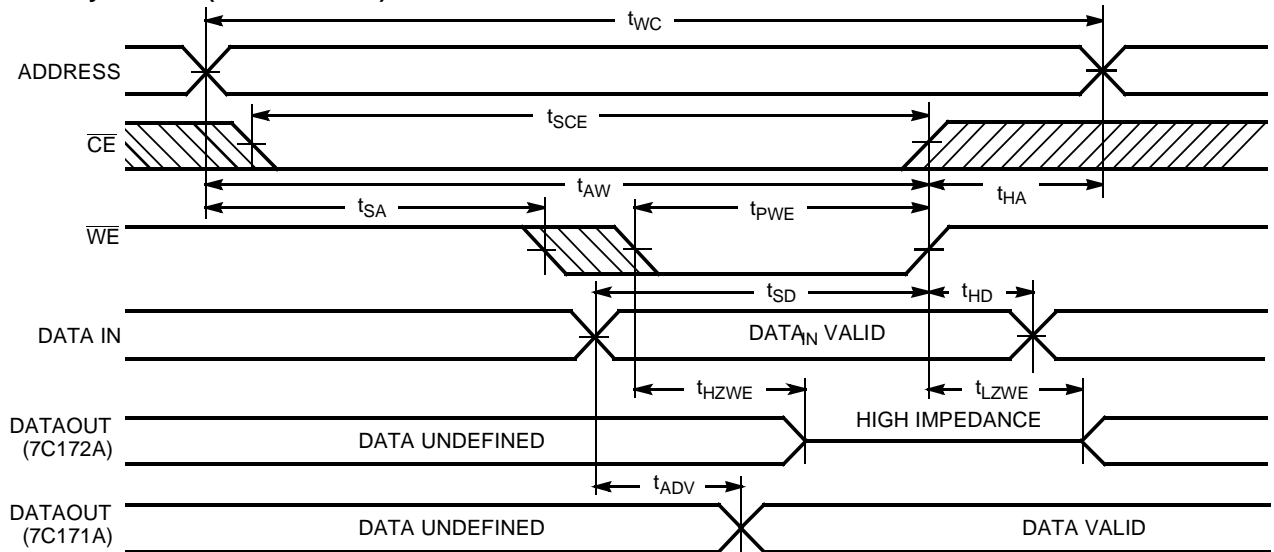 tWC
ADDRESS
tSCE
CE
tAW
tHA
tSA
tPWE
WE
tSD
tHD
DATA IN
DATAIN VALID
tHZWE
tLZWE
HIGH IMPEDANCE
DATAOUT
(7C172A)
DATA UNDEFINED
tADV
DATAOUT
(7C171A)
DATA UNDEFINED
DATA VALID